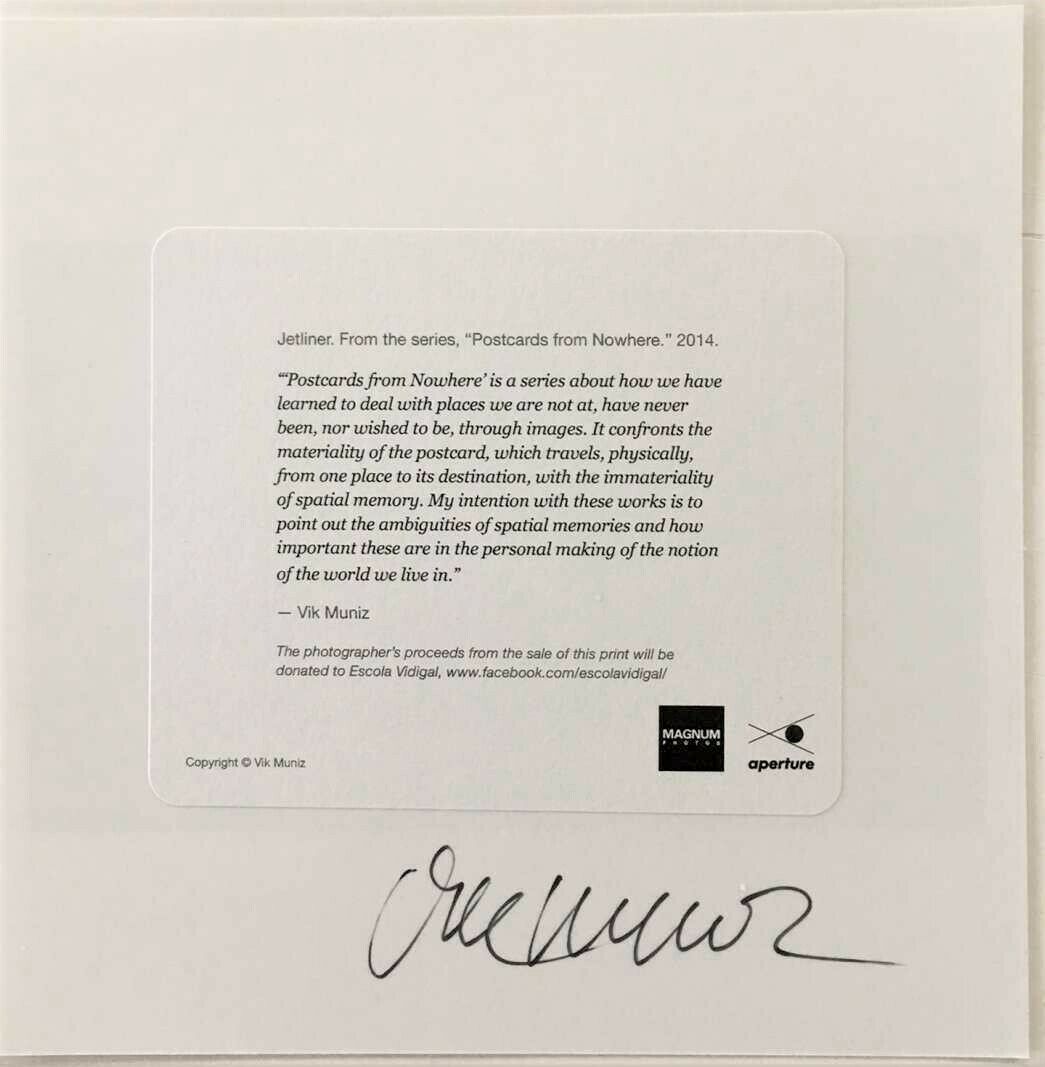 Jetliner. From the series, “Postcards from Nowhere.” 2014.
“‘Postcards from Nowhere’ is a series about how we have
learned to deal with places we are not at, have never
been, nor wished to be, through images. It confronts the
materiality of the postcard, which travels, physically,
from one place to its destination, with the immateriality
of spatial memory. My intention with these works is to
point out the ambiguities of spatial memories and how
important these are in the personal making of the notion
of the world we live in.”
— Vik Muniz
The photographer’s proceeds from the sale of this print will be
donated to Escola Vidigal, www.facebook.com/escolavidigal/
MAGNUM
PHOTOS
aperture
Copyright © Vik Muniz
Vik Muniz